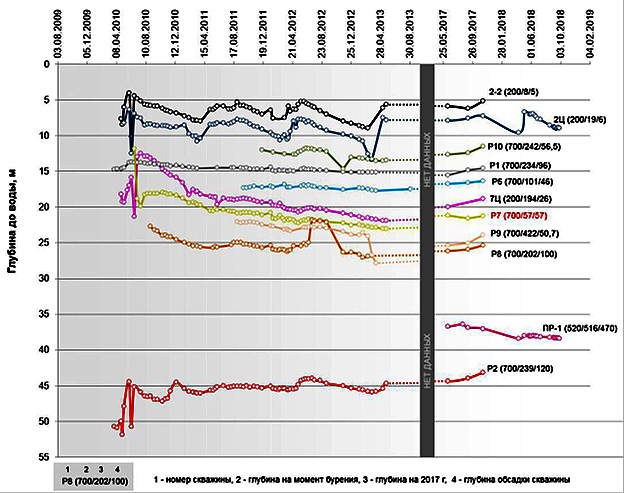 03.08.2009
05.12.2009
08.04.2010
10.08.2010
12.12.2010
15.04.2011
17.08.2011
19.12.2011
21.04.2012
23.08.2012
25.12.2012
28.04.2013
30.08.2013
25.05.2017
26.09.2017
28.01.2018
01.06.2018
03.10.2018
04.02.2019
Глубина до воды, м
0
5
10
15
20
25
30
35
40
45
50
55
НЕТ ДАННЫХ
НЕТ ДАННЫХ
2-2 (200/8/5)
2Ц (200/19/6)
Р10 (700/242/56,5)
Р1 (700/234/96)
Р6 (700/101/46)
7Ц (200/194/26)
Р7 (700/57/57)
Р9 (700/422/50,7)
Р8 (700/202/100)
ПР-1 (520/516/470)
Р2 (700/239/120)
1 2 3 4
Р8 (700/202/100)
1 - номер скважины, 2 - глубина на момент бурения, 3 - глубина на 2017 г, 4 - глубина обсадки скважины